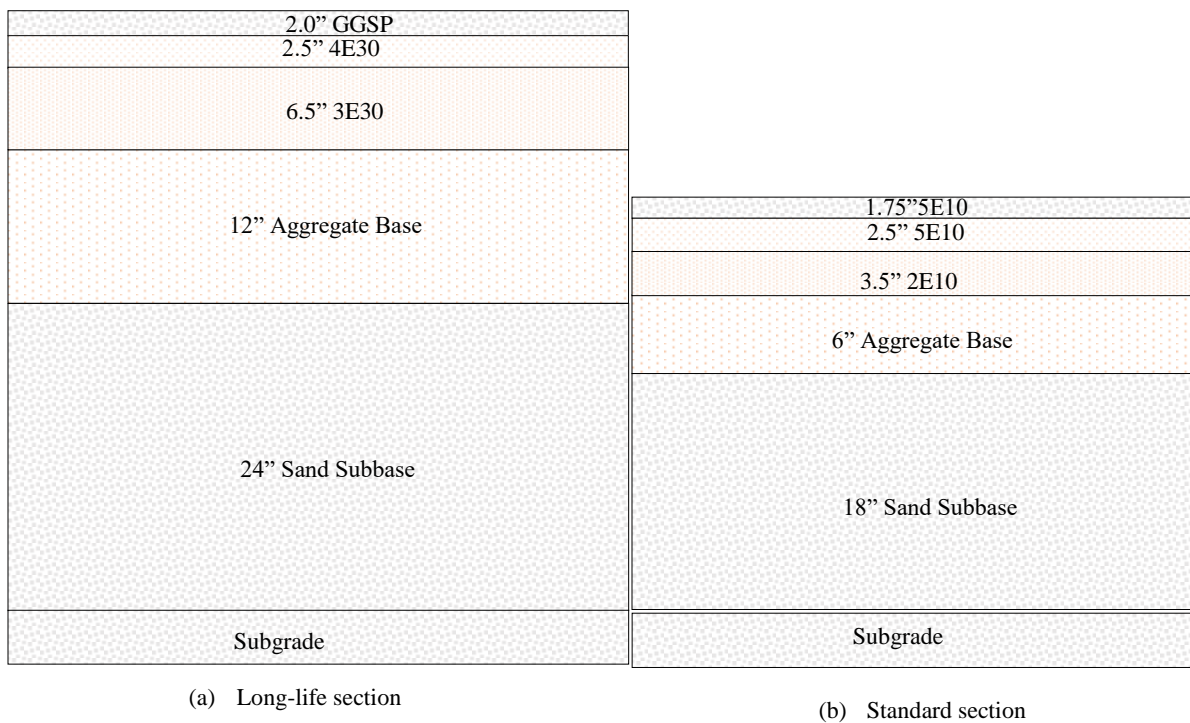 2.0” GGSP
2.5” 4E30
6.5” 3E30
12” Aggregate Base
24” Sand Subbase
Subgrade
(a) Long-life section
1.75”5E10
2.5” 5E10
3.5” 2E10
6” Aggregate Base
18” Sand Subbase
Subgrade
(b) Standard section